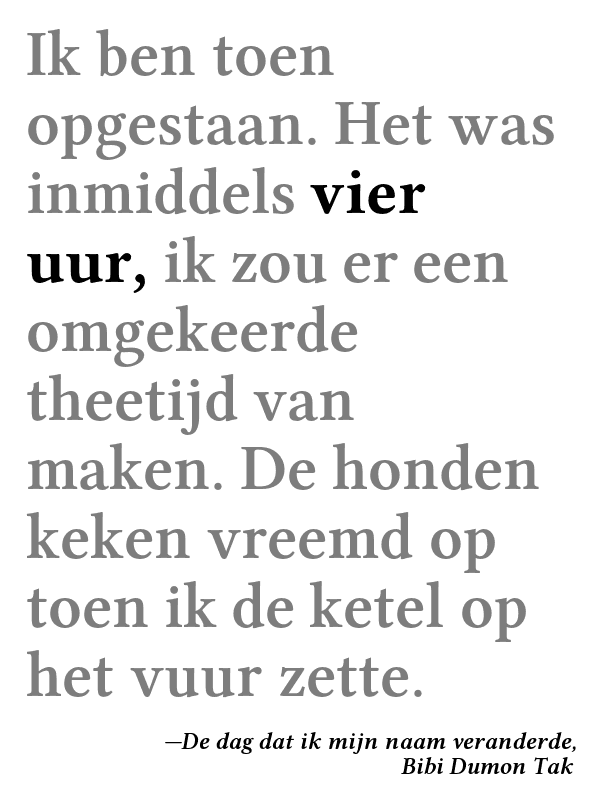 Ik ben toen
opgestaan. Het was
inmiddels vier
uur, ik zou er een
omgekeerde
theetijd van
maken. De honden
keken vreemd op
toen ik de ketel op
het vuur zette.
—De dag dat ik mijn naam veranderde,
Bibi Dumon Tak